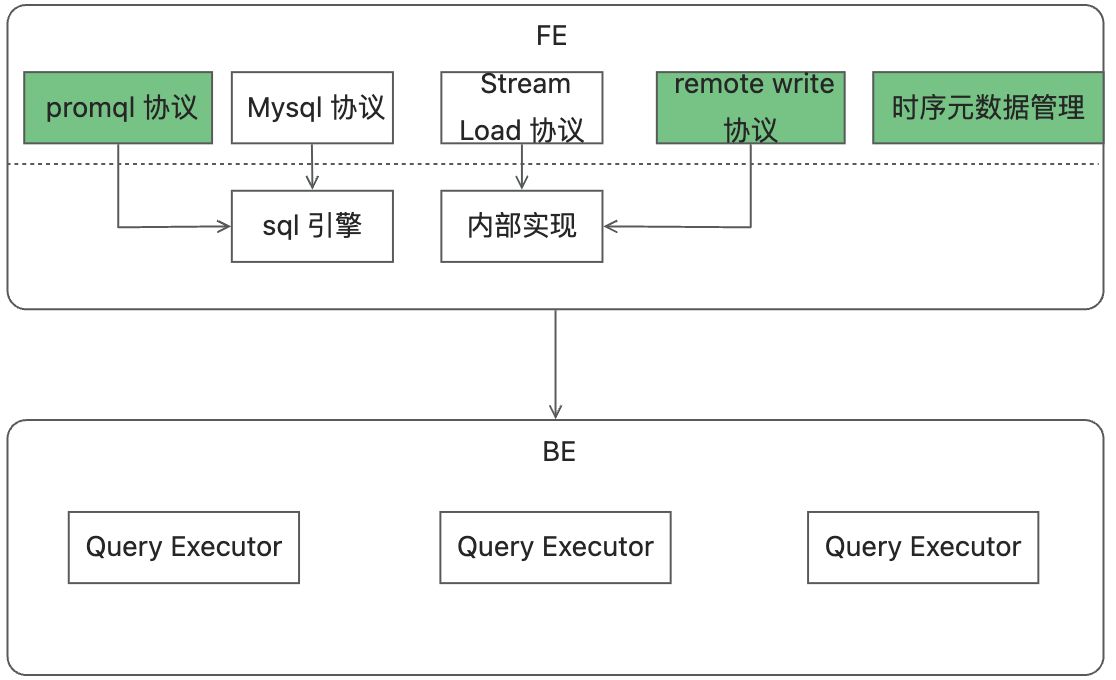 FE
promql 协议
Mysql 协议
Stream
Load 协议
remote write
协议
时序元数据管理
sql 引擎
内部实现
BE
Query Executor
Query Executor
Query Executor